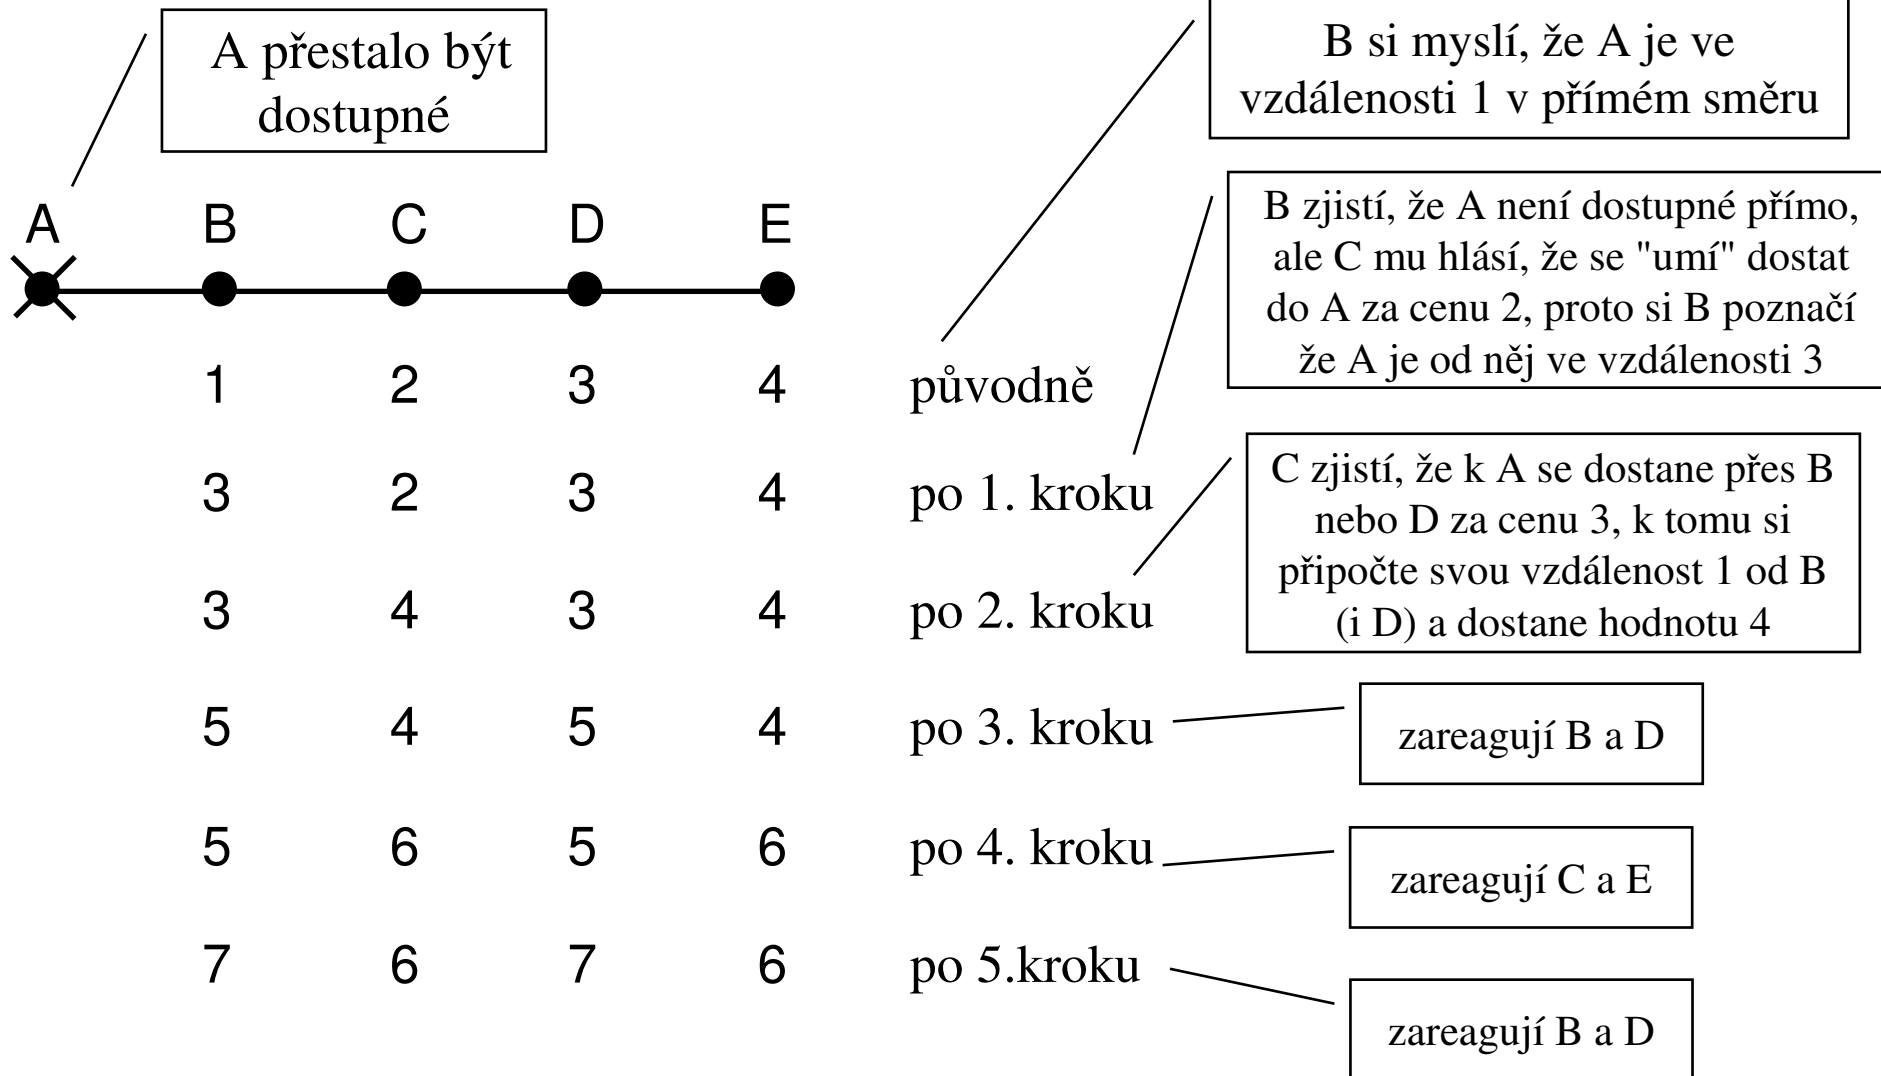 A přestalo být
dostupné
B si myslí, že A je ve
vzdálenosti 1 v přímém směru
B zjistí, že A není dostupné přímo,
ale C mu hlásí, že se "umí" dostat
do A za cenu 2, proto si B poznačí
že A je od něj ve vzdálenosti 3
A B C D E
1 2 3 4 původně
3 2 3 4 po 1. kroku
C zjistí, že k A se dostane přes B
nebo D za cenu 3, k tomu si
připočte svou vzdálenost 1 od B
(i D) a dostane hodnotu 4
3 4 3 4 po 2. kroku
5 4 5 4 po 3. kroku
zareagují B a D
5 6 5 6 po 4. kroku
zareagují C a E
7 6 7 6 po 5.kroku
zareagují B a D